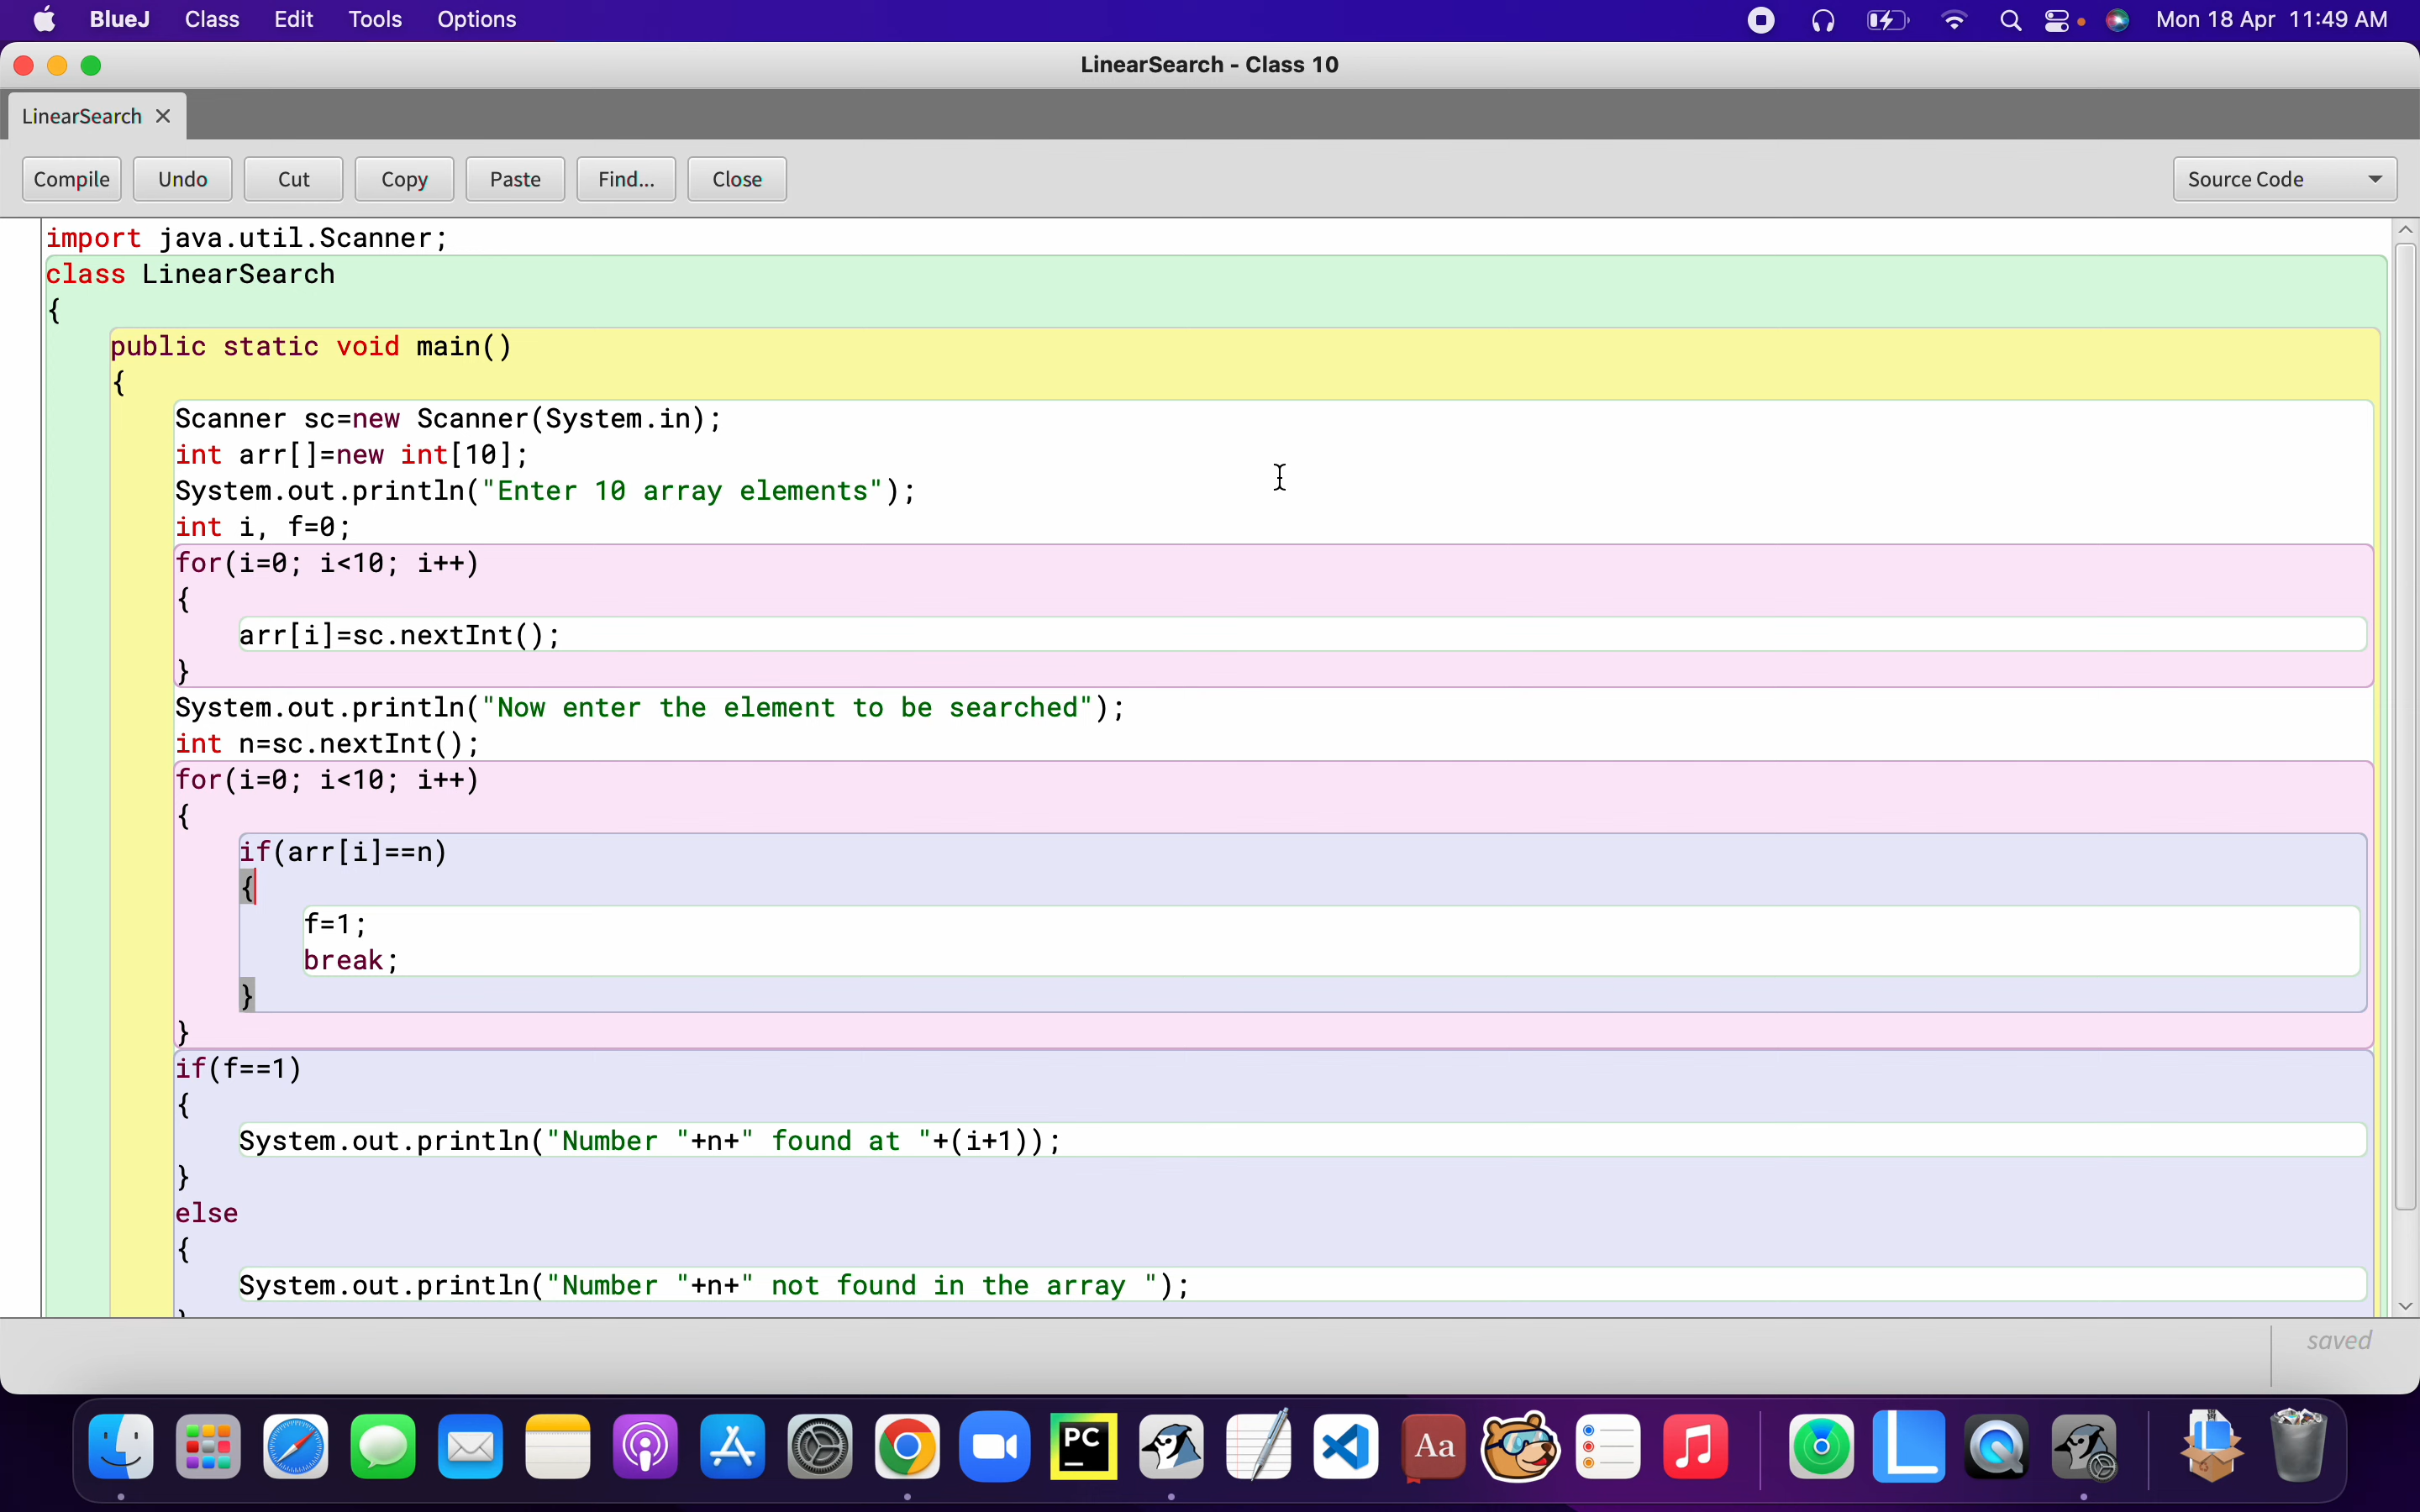 BlueJ Class Edit Tools Options Mon 18 Apr 11:49 AM
LinearSearch - Class 10
LinearSearch ×
Compile Undo Cut Copy Paste Find... Close Source Code
import java.util.Scanner;
class LinearSearch
{
public static void main()
{
Scanner sc=new Scanner(System.in);
int arr[]=new int[10];
System.out.println("Enter 10 array elements");
int i, f=0;
for(i=0; i<10; i++)
{
arr[i]=sc.nextInt();
}
System.out.println("Now enter the element to be searched");
int n=sc.nextInt();
for(i=0; i<10; i++)
{
if(arr[i]==n)
{
f=1;
break;
}
}
if(f==1)
{
System.out.println("Number "+n+" found at "+(i+1));
}
else
{
System.out.println("Number "+n+" not found in the array ");
}
saved
PC Aa